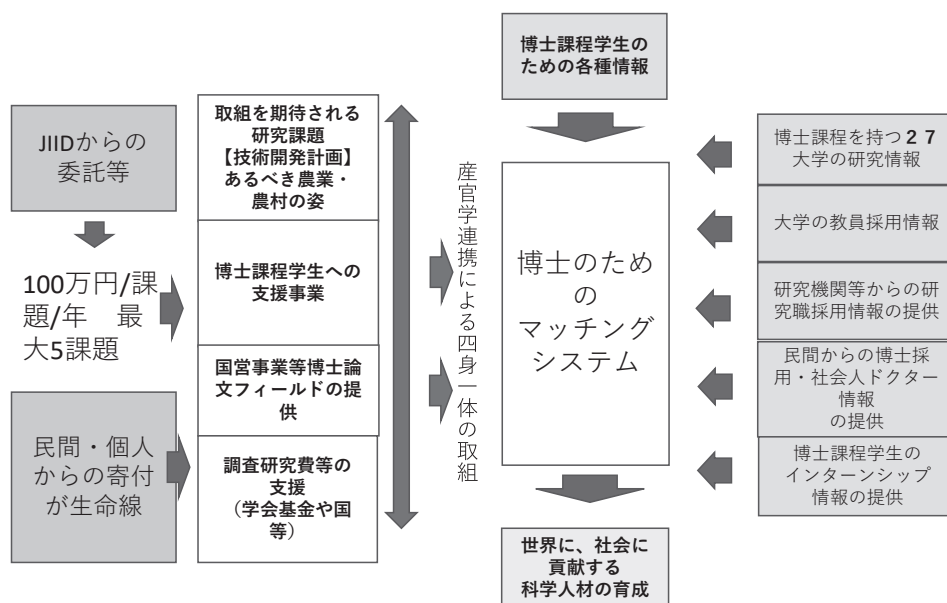 博士課程学生の
ための各種情報
JIIDからの
委託等
100万円/課
題/年　最
大5課題
民間・個人
からの寄付
が生命線
取組を期待される
研究課題
【技術開発計画】
あるべき農業・
農村の姿
博士課程学生への
支援事業
国営事業等博士論
文フィールドの提
供
調査研究費等の
支援
（学会基金や国
等）
産官学連携による四身一体の取組
博士のため
の
マッチング
システム
博士課程を持つ２７
大学の研究情報
大学の教員採用情報
研究機関等からの研
究職採用情報の提供
民間からの博士採
用・社会人ドクター
情報
の提供
博士課程学生の
インターンシップ
情報の提供
世界に、社会に
貢献する
科学人材の育成